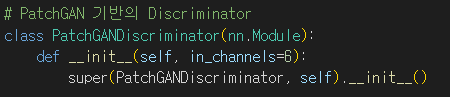 # PatchGAN 기반의 Discriminator
class PatchGANDiscriminator(nn.Module):
    def __init__(self, in_channels=6):
        super(PatchGANDiscriminator, self).__init__()